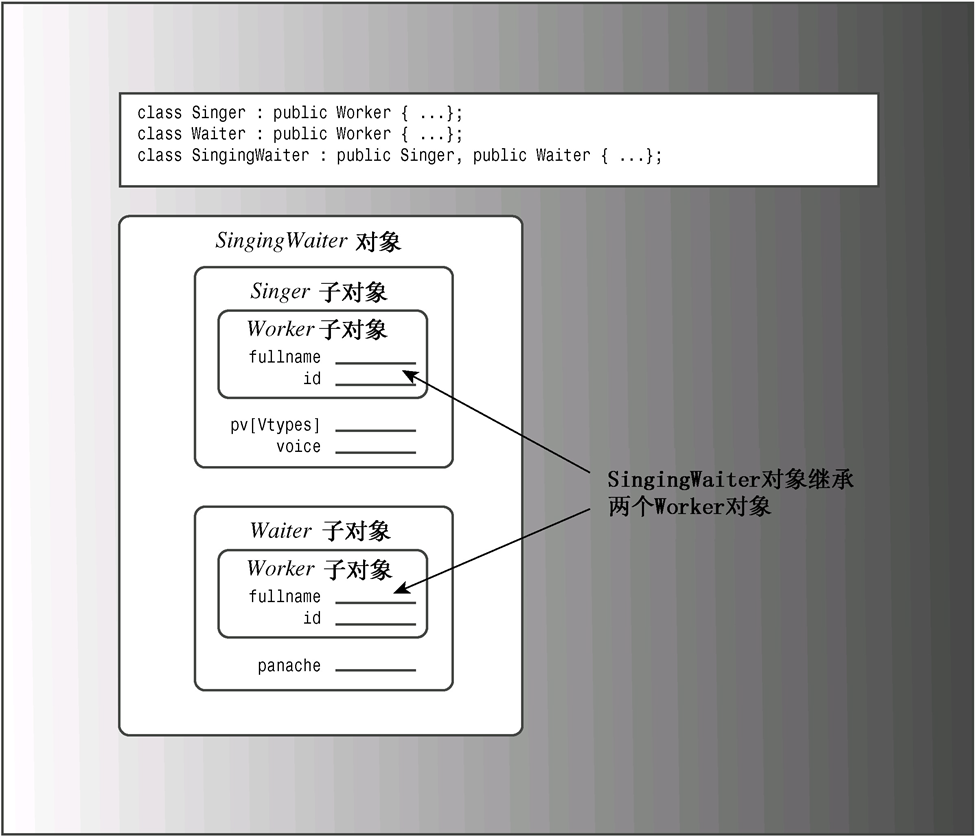 class Singer : public Worker { ...};
class Waiter : public Worker { ...};
class SingingWaiter : public Singer, public Waiter { ...};
SingingWaiter 对象
Singer 子对象
Worker 子对象
fullname
id
pv[Vtypes]
voice
SingingWaiter对象继承
两个Worker对象
Waiter 子对象
Worker 子对象
fullname
id
panache